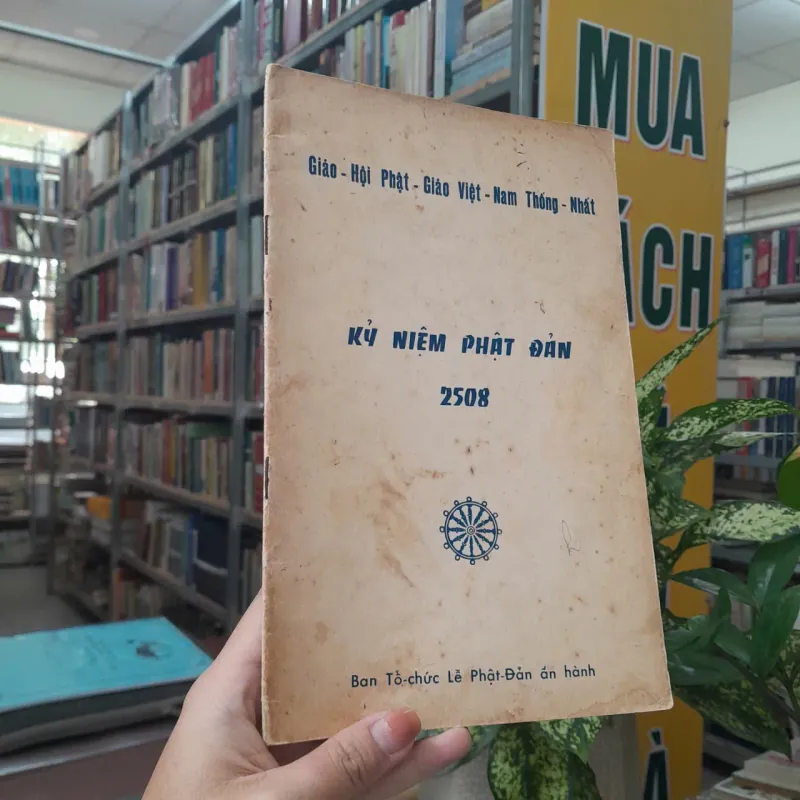 Giáo - Hội Phật - Giáo Việt - Nam Thống - Nhất
KỶ NIỆM PHẬT ĐẢN
2508
Ban Tổ-chức Lễ Phật-Đản ấn hành
MUA